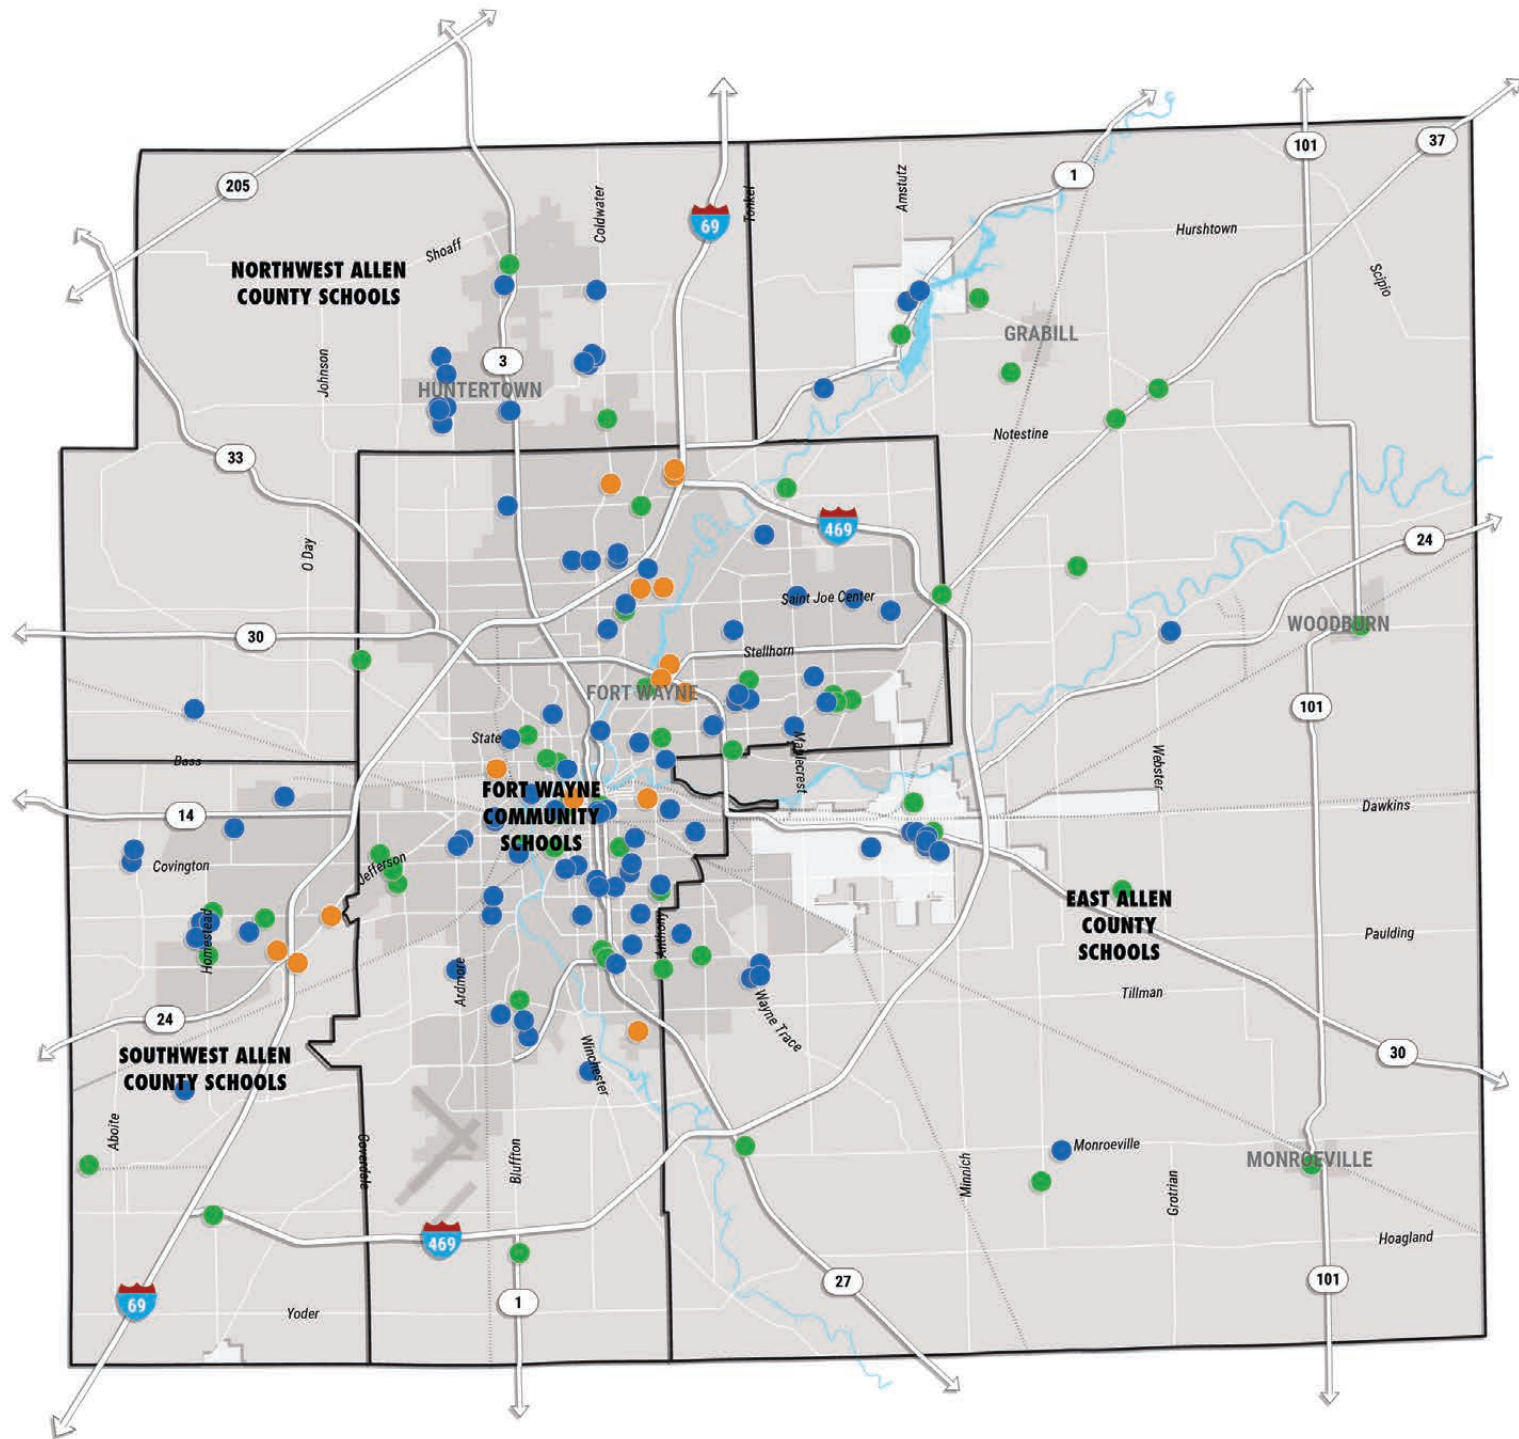 205
Shoaff
Coldwater
69
Tonkel
Amstutz
1
101
37
Hurshtown
Scipio
NORTHWEST ALLEN
COUNTY SCHOOLS
Johnson
3
HUNTERTOWN
GRABILL
Notestine
33
O Day
469
24
Saint Joe Center
30
Stellhorn
WOODBURN
FORT WAYNE
101
State
Bass
Maplecrest
Webster
14
FORT WAYNE
COMMUNITY
SCHOOLS
Dawkins
Covington
Jefferson
Homestead
Anthony
EAST ALLEN
COUNTY
SCHOOLS
Paulding
Ardmore
Wayne Trace
Tillman
24
SOUTHWEST ALLEN
COUNTY SCHOOLS
Winchester
30
Aboite
Coverdale
Bluffton
Minnich
Monroeville
Grotrian
MONROEVILLE
469
Hoagland
69
Yoder
1
27
101